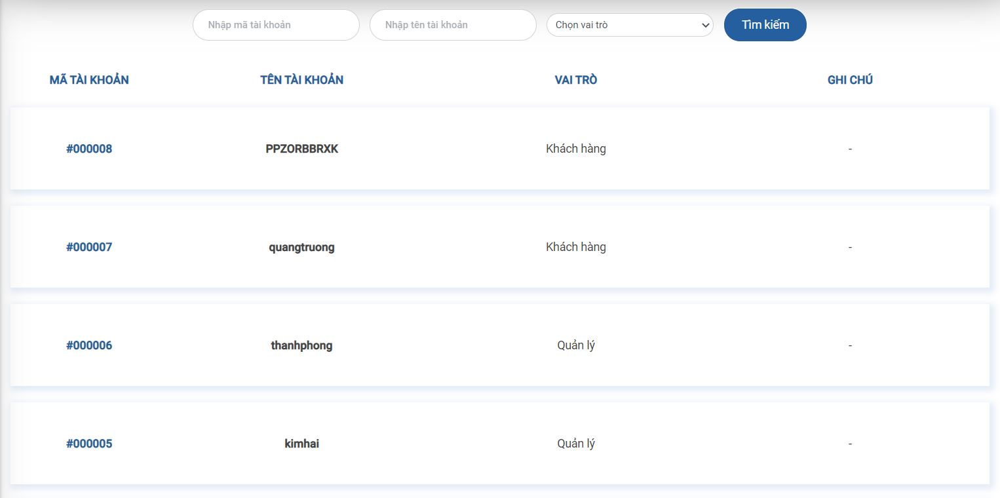 Nhập mã tài khoản Nhập tên tài khoản Chọn vai trò Tìm kiếm
MÃ TÀI KHOẢN TÊN TÀI KHOẢN VAI TRÒ GHI CHÚ
#000008 PPZORBBRXK Khách hàng -
#000007 quangtruong Khách hàng -
#000006 thanhphong Quản lý -
#000005 kimhai Quản lý -